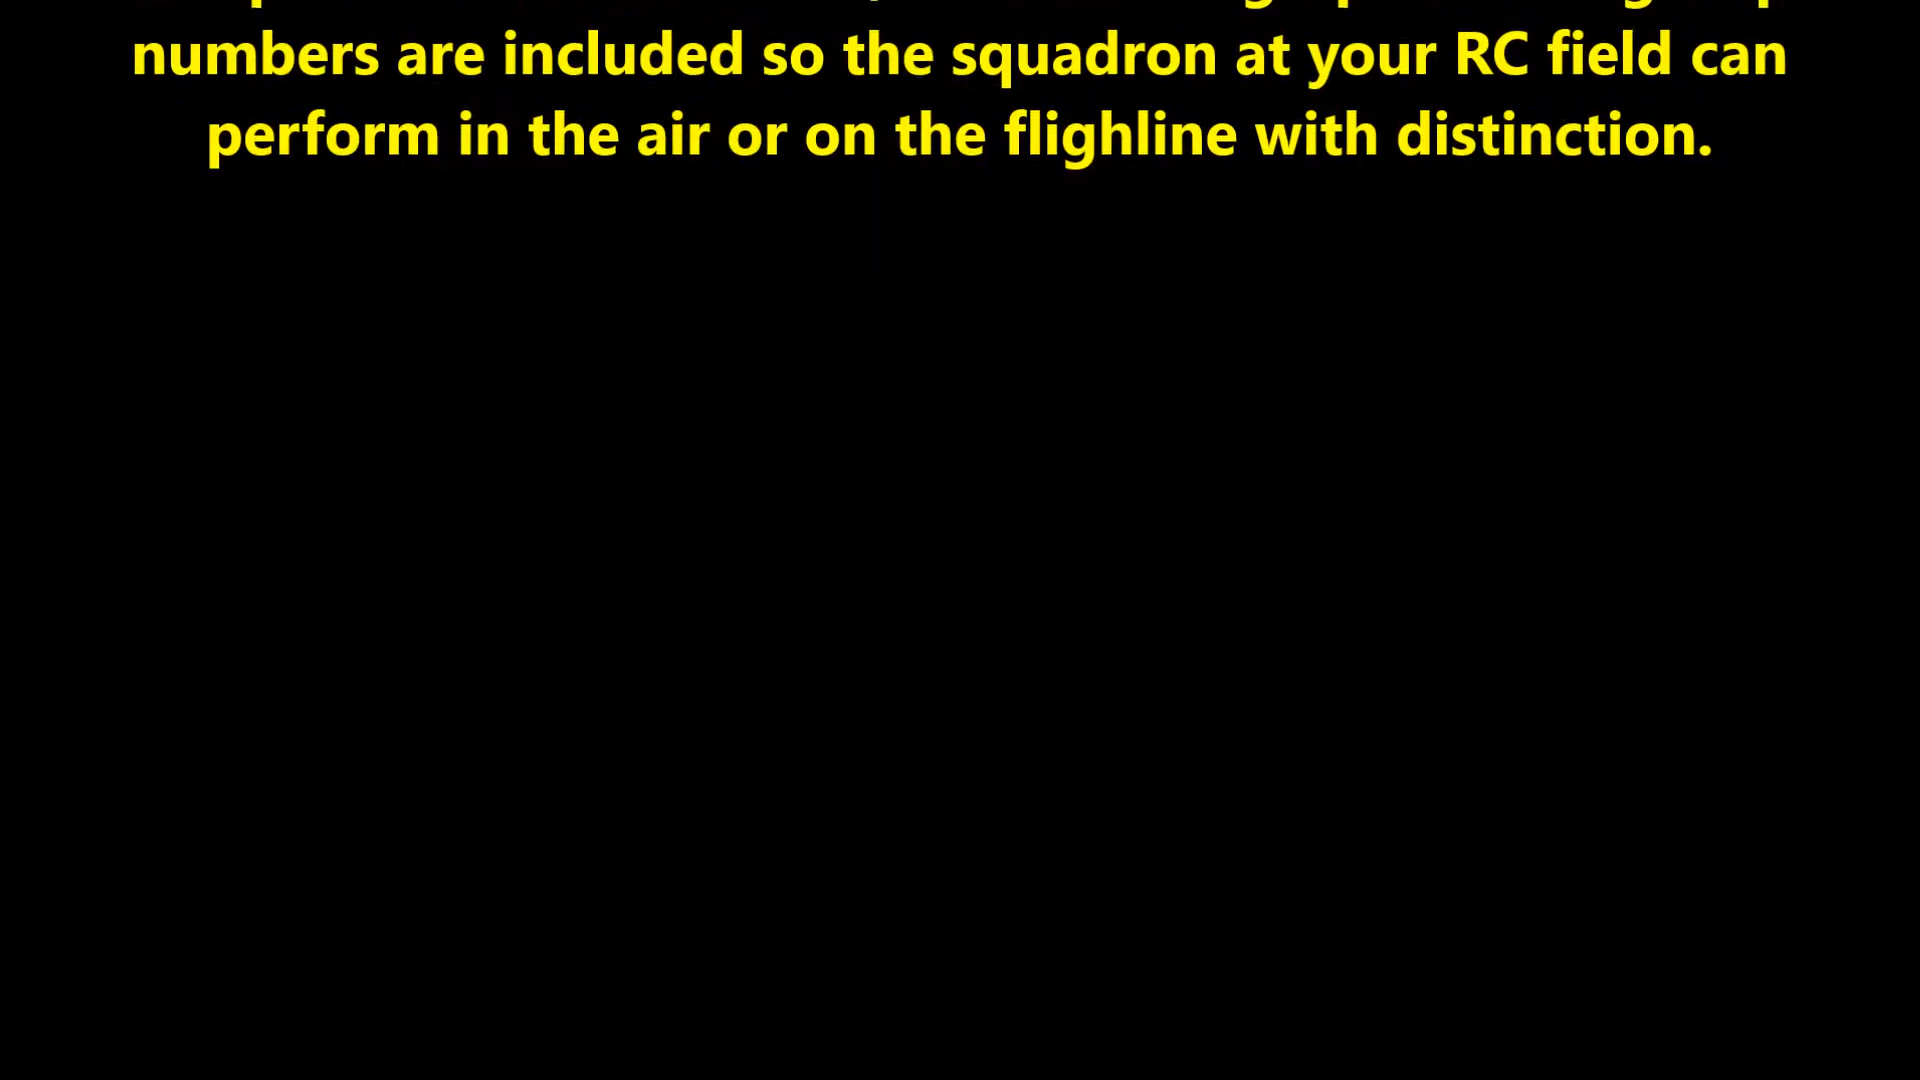 numbers are included so the squadron at your RC field can
perform in the air or on the flighline with distinction.